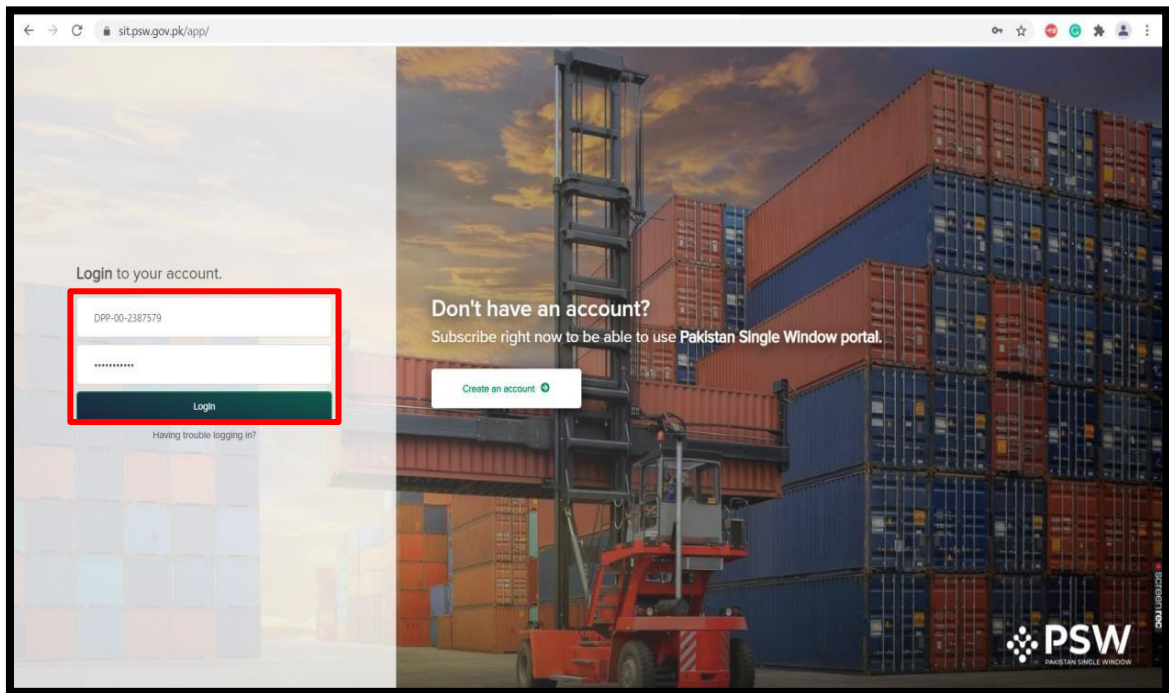 sit.psw.gov.pk/app/
Login to your account.
DPP-00-2387579
•••••••••••
Login
Having trouble logging in?
Don't have an account?
Subscribe right now to be able to use Pakistan Single Window portal.
Create an account
screenrec
PSW
PAKISTAN SINGLE WINDOW